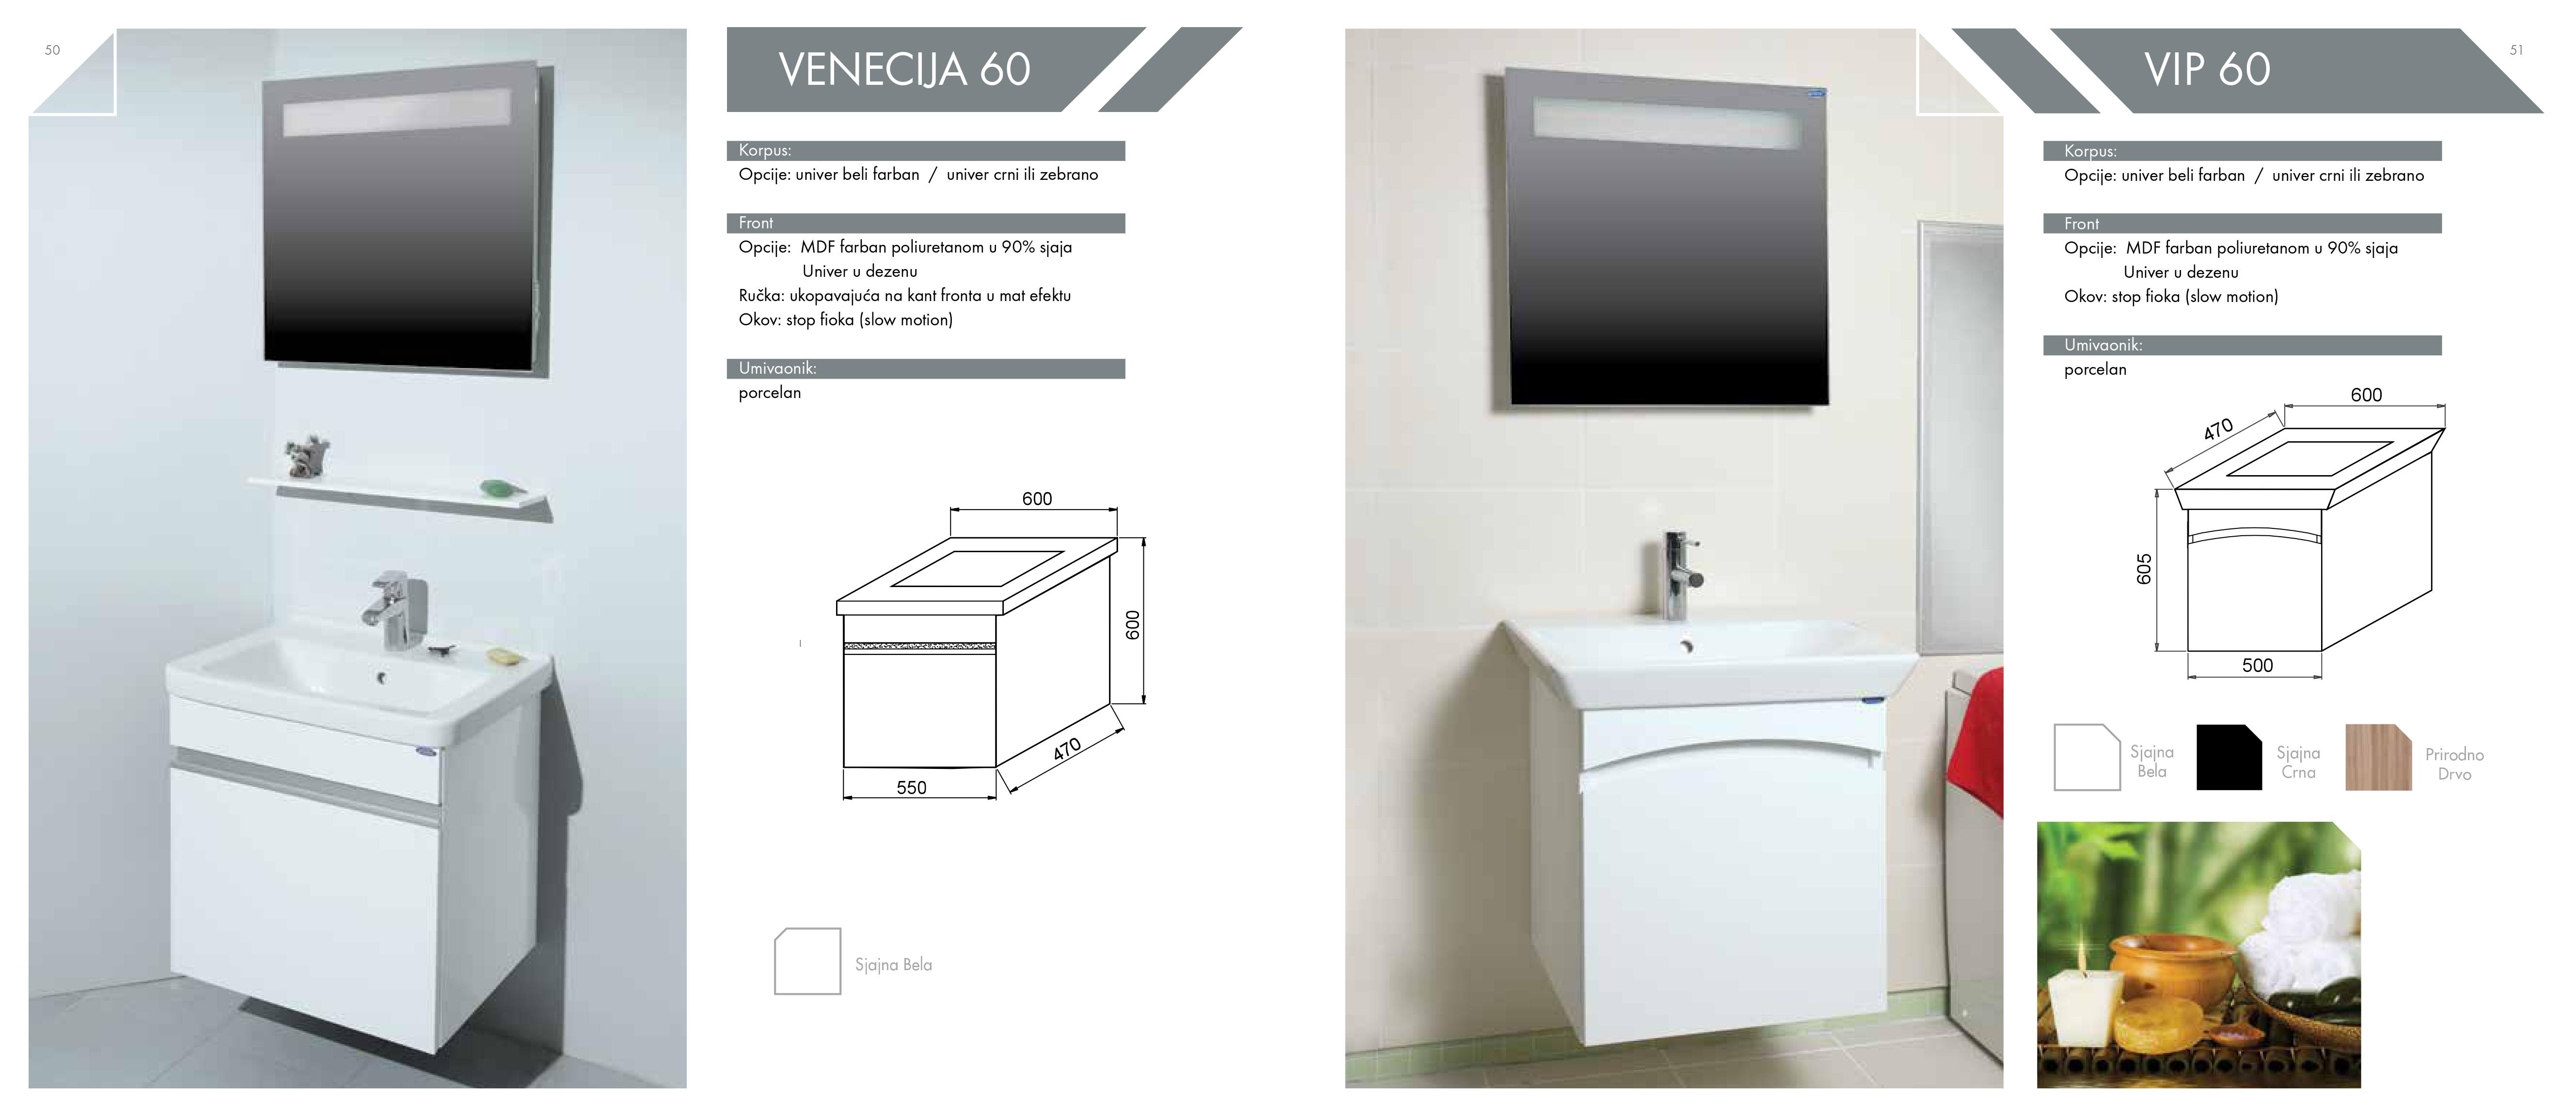 50
VENECIJA 60
Korpus:
Opcije: univer beli farban / univer crni ili zebrano
Front
Opcije: MDF farban poliuretanom u 90% sjaja
Univer u dezenu
Ručka: ukopavajuća na kant fronta u mat efektu
Okov: stop fioka (slow motion)
Umivaonik:
porcelan
600
600
470
550
Sjajna Bela
VIP 60
51
Korpus:
Opcije: univer beli farban / univer crni ili zebrano
Front
Opcije: MDF farban poliuretanom u 90% sjaja
Univer u dezenu
Okov: stop fioka (slow motion)
Umivaonik:
porcelan
600
470
605
500
Sjajna
Bela
Sjajna
Crna
Prirodno
Drvo